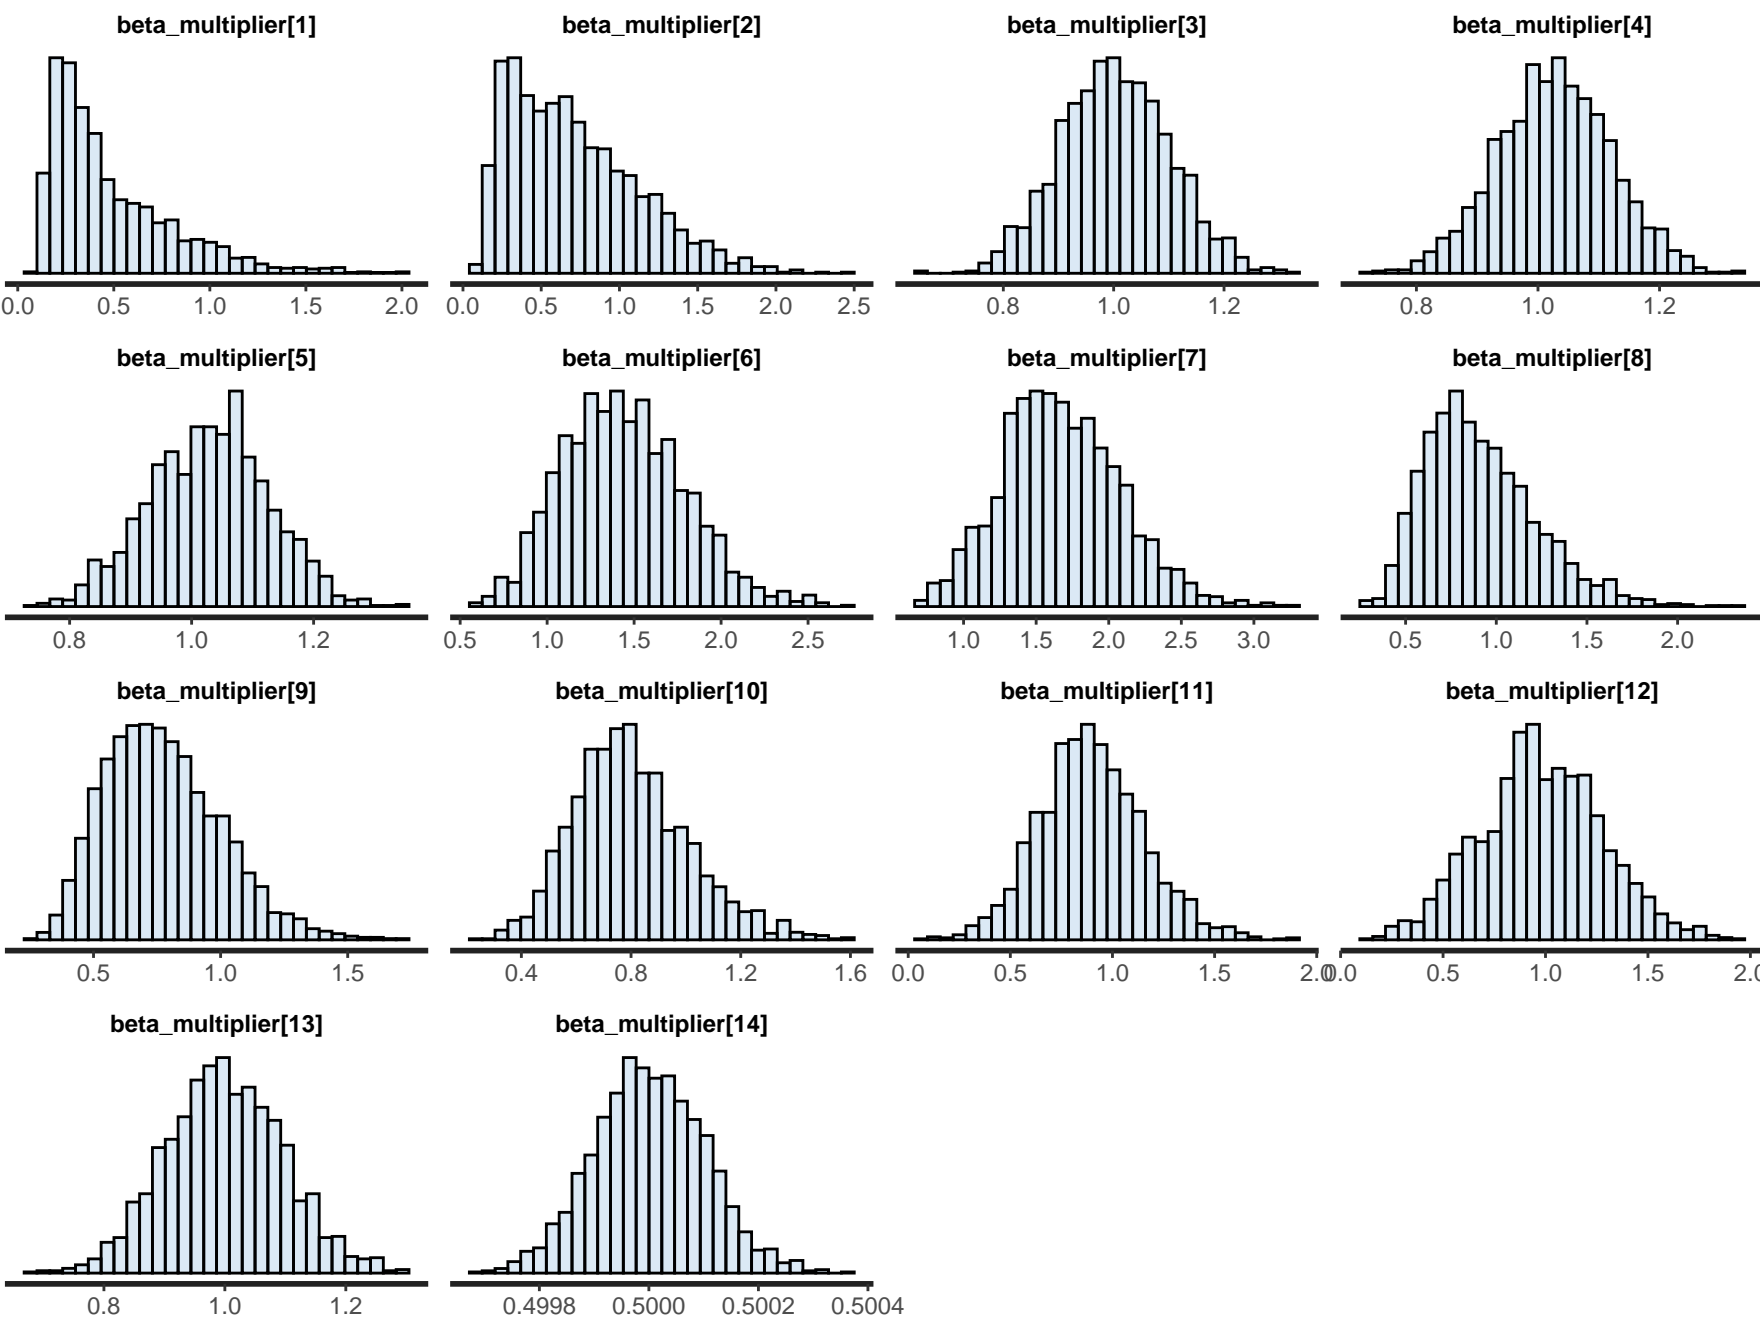 beta_multiplier[1] beta_multiplier[2] beta_multiplier[3] beta_multiplier[4]
0.0 0.5 1.0 1.5 2.0 0.0 0.5 1.0 1.5 2.0 2.5 0.8 1.0 1.2 0.8 1.0 1.2
beta_multiplier[5] beta_multiplier[6] beta_multiplier[7] beta_multiplier[8]
0.8 1.0 1.2 0.5 1.0 1.5 2.0 2.5 1.0 1.5 2.0 2.5 3.0 0.5 1.0 1.5 2.0
beta_multiplier[9] beta_multiplier[10] beta_multiplier[11] beta_multiplier[12]
0.5 1.0 1.5 0.4 0.8 1.2 1.6 0.0 0.5 1.0 1.5 2.0 0.0 0.5 1.0 1.5 2.0
beta_multiplier[13] beta_multiplier[14]
0.8 1.0 1.2 0.4998 0.5000 0.5002 0.5004